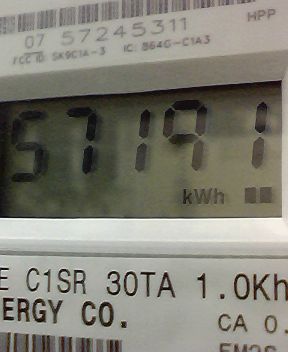 HPP
07 57245311
FCC ID: SK9C1A-3 IC: 864G-C1A3
57191
kWh
E C1SR 30TA 1.0Kh
ERGY CO.
CA 0.